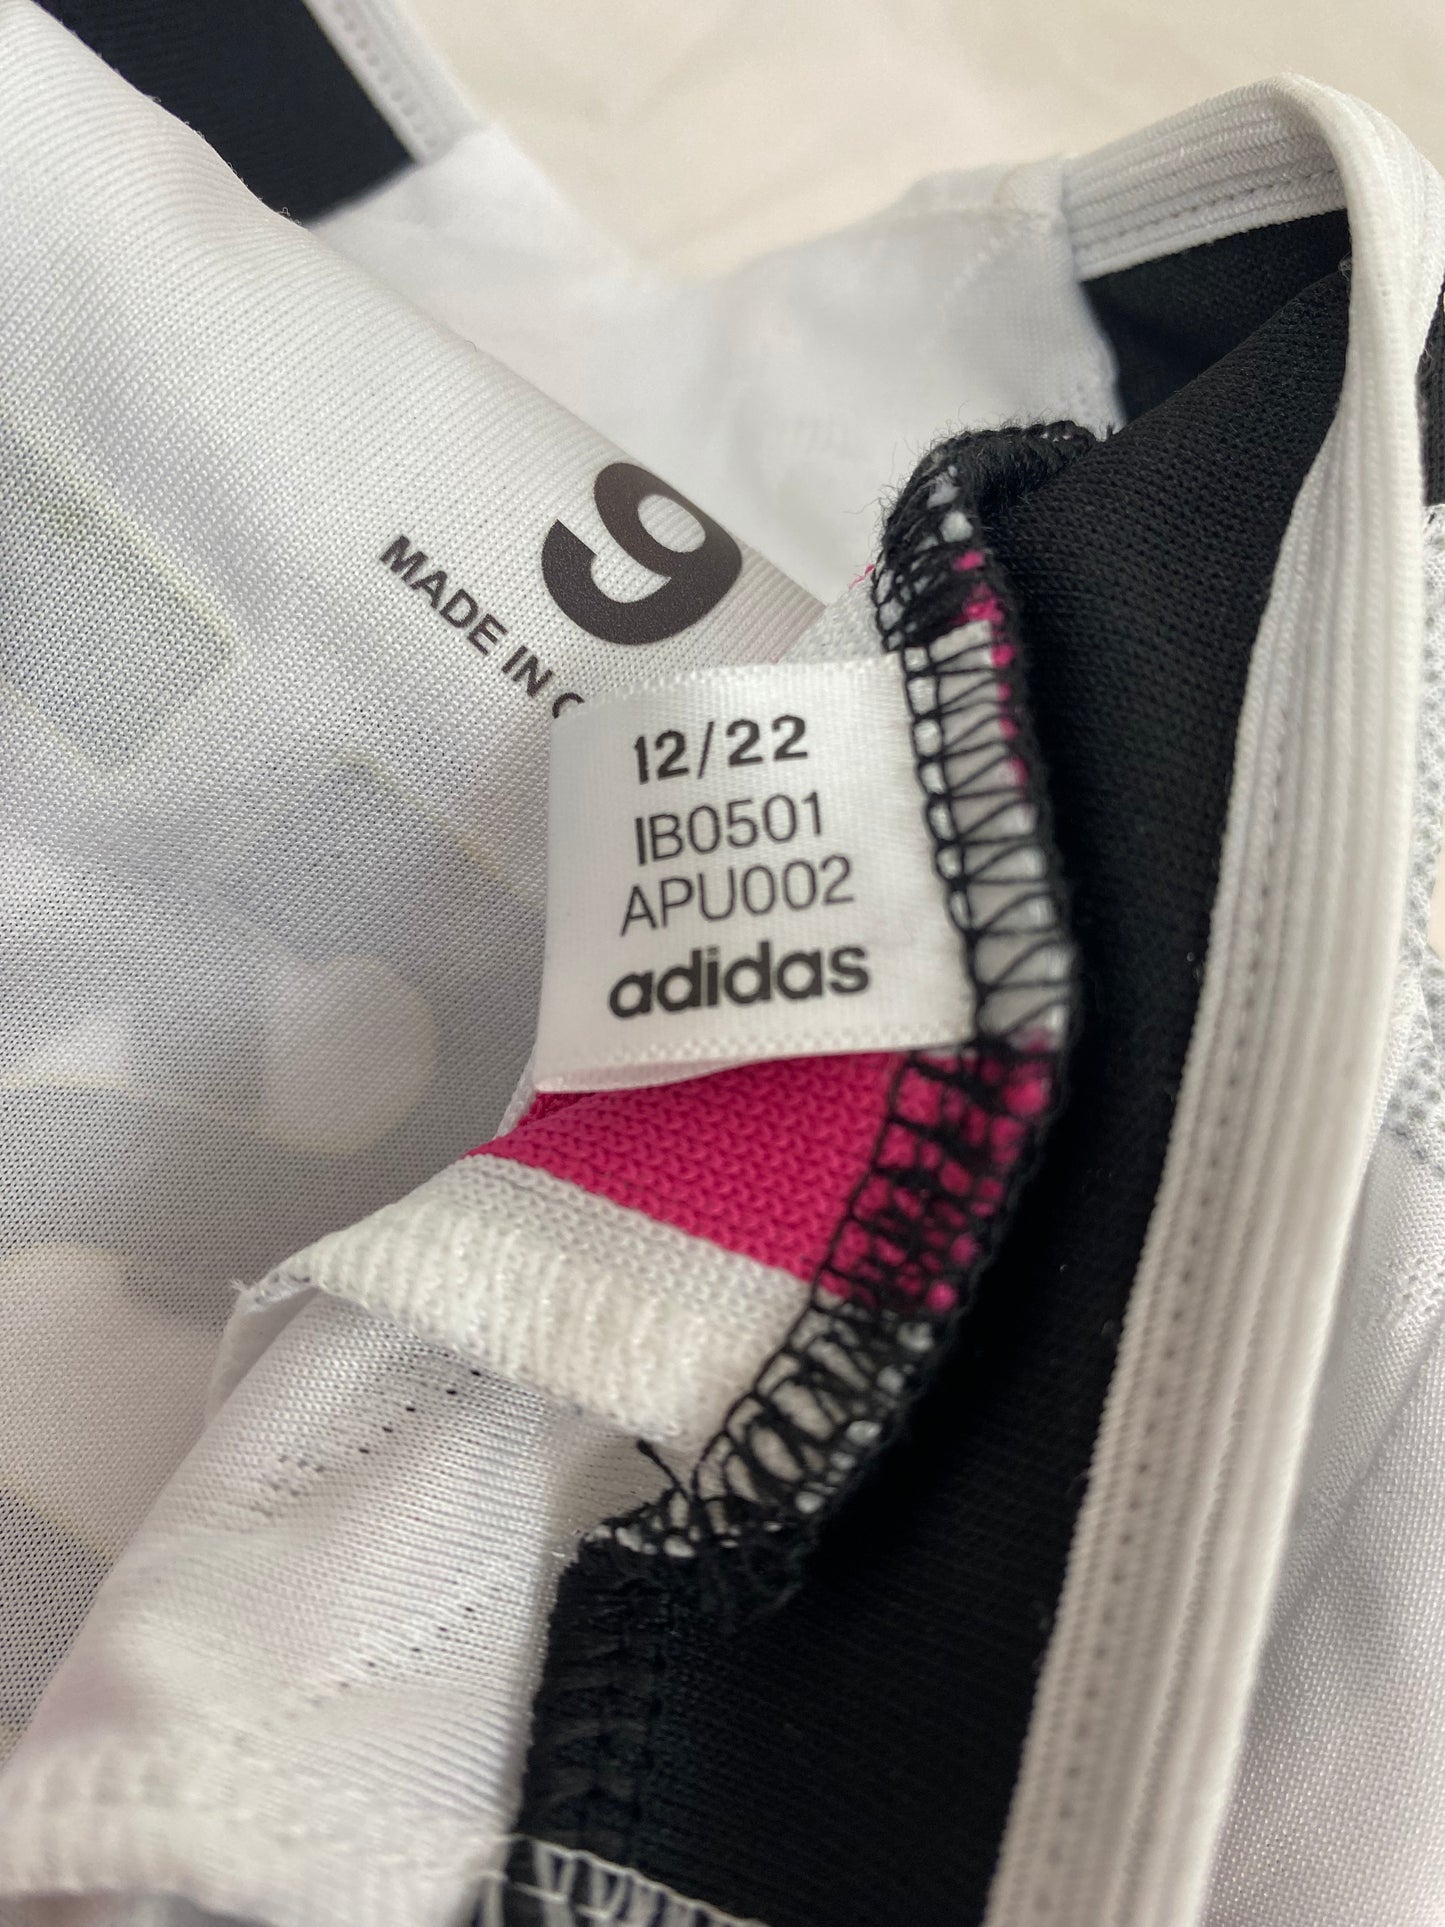 9
MADE IN
12/22
IB0501
APU002
adidas